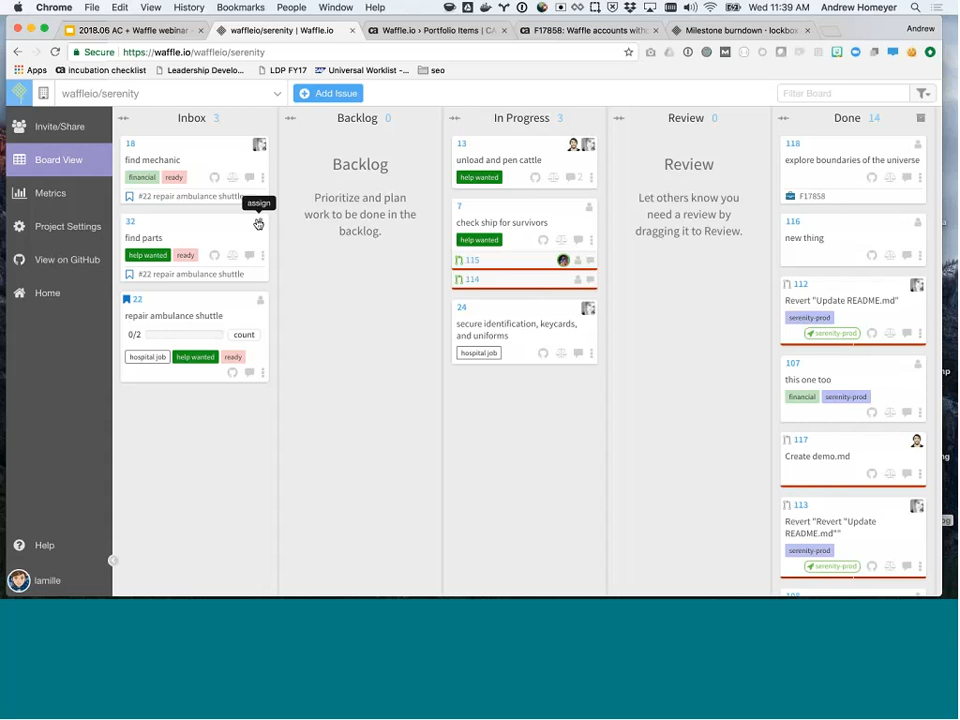 Chrome File Edit View History Bookmarks People Window Help Wed 11:39 AM Andrew Homeyer
2018.06 AC + Waffle webinar - waffleio/serenity | Waffle.io Waffle.io › Portfolio Items | CA F17858: Waffle accounts with Milestone burndown · lockbox Andrew
Secure https://waffle.io/waffleio/serenity
Apps incubation checklist Leadership Develo... LDP FY17 Universal Worklist -... seo
waffleio/serenity Add Issue Filter Board
Invite/Share
Board View
Metrics
Project Settings
View on GitHub
Home
Help
lamille
Inbox 3
18
find mechanic
financial ready
#22 repair ambulance shuttle
assign
32
find parts
help wanted ready
#22 repair ambulance shuttle
22
repair ambulance shuttle
0/2 count
hospital job help wanted ready
Backlog 0
Backlog
Prioritize and plan
work to be done in the
backlog.
In Progress 3
13
unload and pen cattle
help wanted
2
7
check ship for survivors
help wanted
115
114
24
secure identification, keycards,
and uniforms
hospital job
Review 0
Review
Let others know you
need a review by
dragging it to Review.
Done 14
118
explore boundaries of the universe
F17858
116
new thing
112
Revert "Update README.md"
serenity-prod
serenity-prod
107
this one too
financial serenity-prod
117
Create demo.md
113
Revert "Revert "Update
README.md""
serenity-prod
serenity-prod